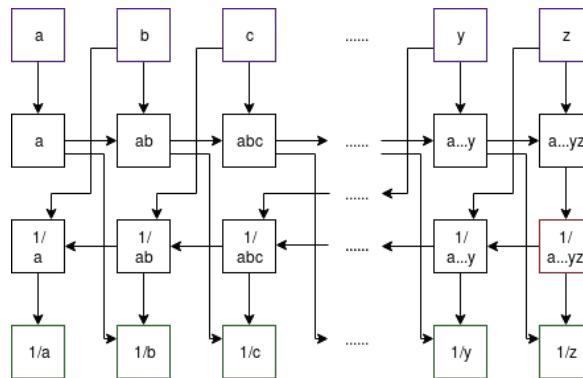 a b c ...... y z
a ab abc ...... a...y a...yz
......
1/ 1/ 1/ ...... 1/ 1/
a ab abc a...y a...yz
1/a 1/b 1/c ...... 1/y 1/z